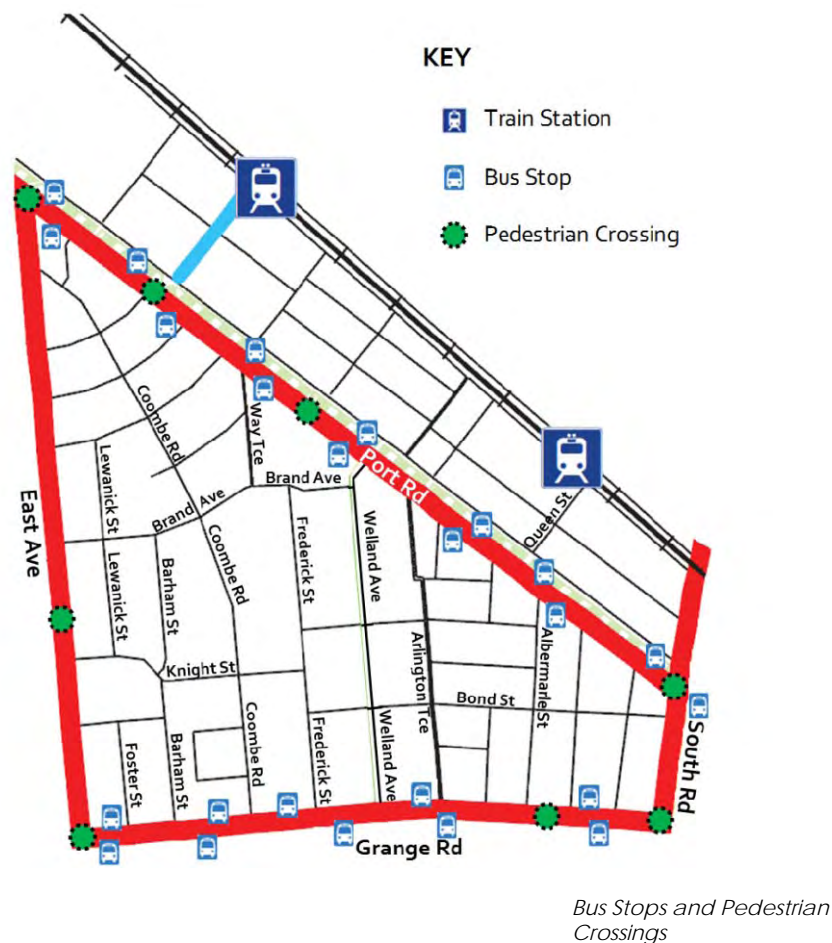 KEY
Train Station
Bus Stop
Pedestrian Crossing
Coombe Rd
Way Tce
Port Rd
Brand Ave
East Ave
Lewanick St
Brand Ave
Queen St
Coombe Rd
Frederick St
Welland Ave
Lewanick St
Barham St
Arlington Tce
Albermarle St
Knight St
Bond St
Foster St
Barham St
Coombe Rd
Frederick St
Welland Ave
South Rd
Grange Rd
Bus Stops and Pedestrian
Crossings